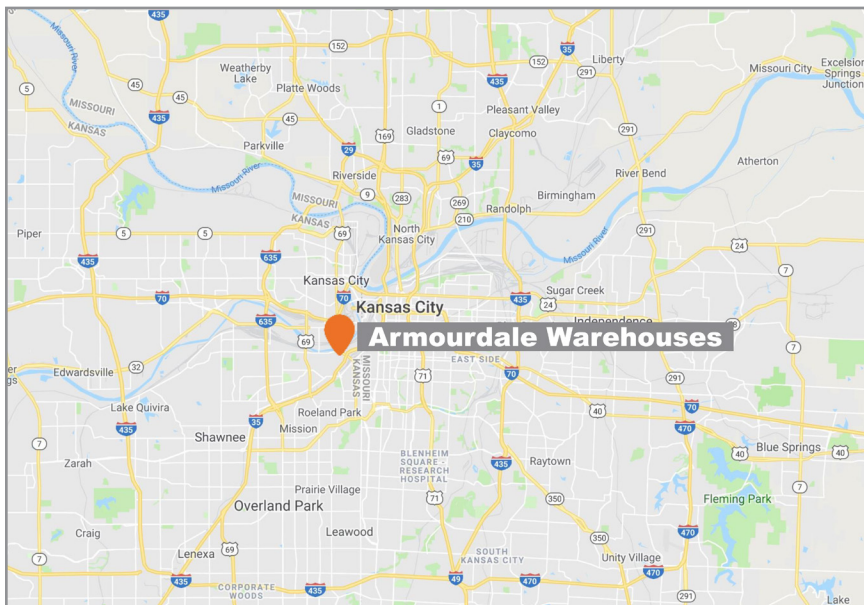 435
152
35
Liberty
Excelsior
Springs
Junction
Missouri River
Weatherby
Lake
152
291
Missouri City
5
45
Platte Woods
435
Pleasant Valley
MISSOURI
KANSAS
45
1
Claycomo
435
45
Gladstone
291
Parkville
169
69
35
29
Atherton
Missouri River
Riverside
River Bend
9
283
269
Birmingham
MISSOURI
KANSAS
210
Randolph
Piper
5
5
69
North
Kansas City
291
Missouri River
24
435
635
7
Kansas City
Sugar Creek
70
70
435
24
Kansas City
635
Independence
69
Armourdale Warehouses
EAST SIDE
Edwardsville
32
MISSOURI
KANSAS
71
70
291
Lake Quivira
35
Roeland Park
40
70
435
Mission
470
Shawnee
7
BLENHEIM
SQUARE -
RESEARCH
HOSPITAL
40
40
Blue Springs
Zarah
435
Raytown
7
Prairie Village
71
350
Fleming Park
Overland Park
Craig
Leawood
350
470
69
SOUTH
KANSAS CITY
Unity Village
Lenexa
7
435
CORPORATE
WOODS
435
49
470
470
291
Lake